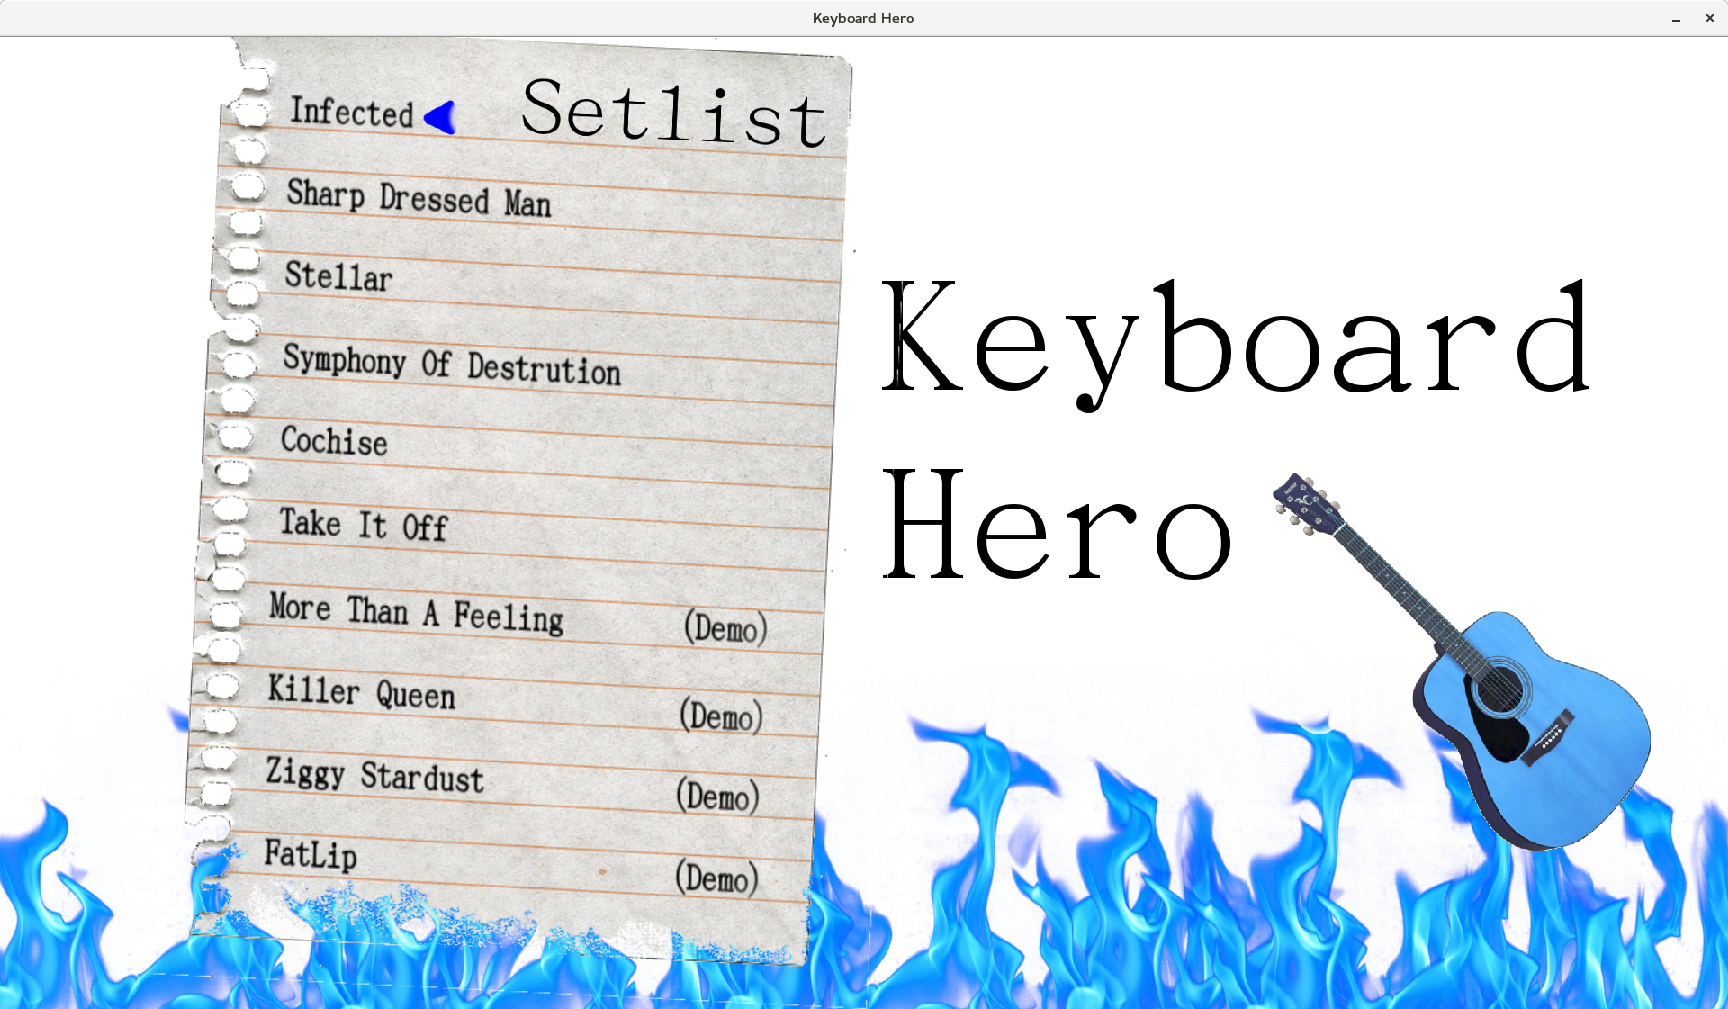 Keyboard Hero
Setlist
Infected
Sharp Dressed Man
Stellar
Symphony Of Destrution
Cochise
Take It Off
More Than A Feeling (Demo)
Killer Queen (Demo)
Ziggy Stardust (Demo)
FatLip (Demo)
Keyboard
Hero